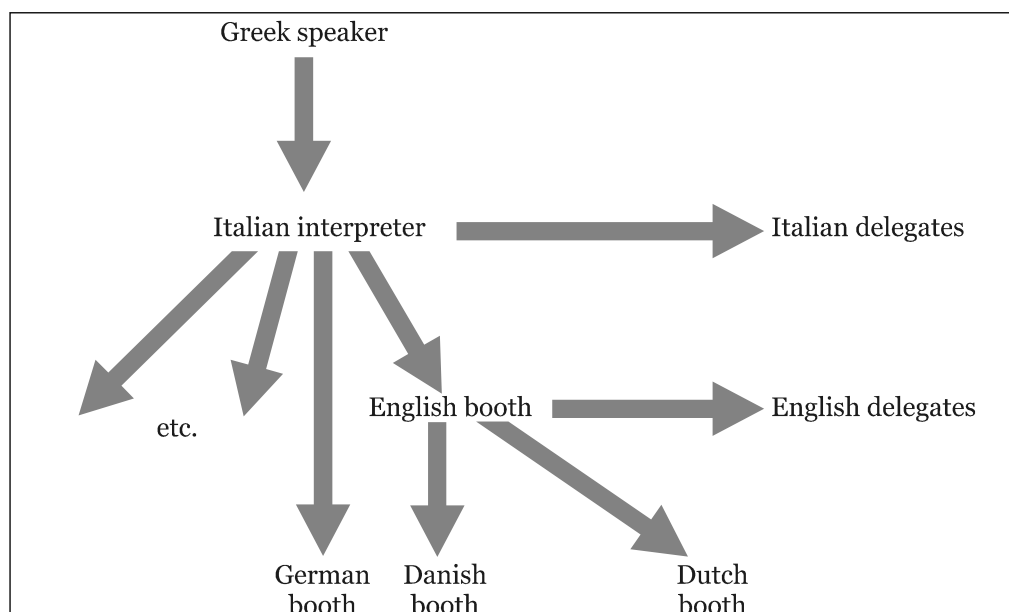 Greek speaker
Italian interpreter
Italian delegates
English booth
English delegates
etc.
German
booth
Danish
booth
Dutch
booth